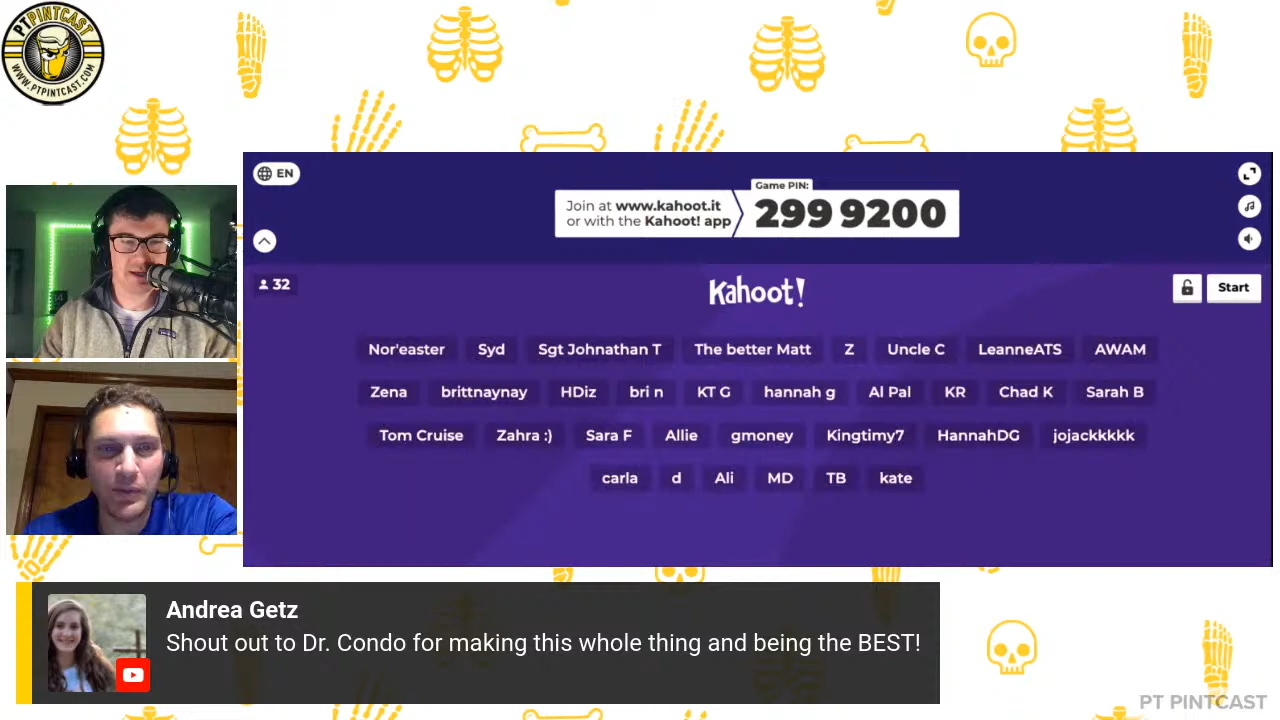 PT PINTCAST
WWW.PTPINTCAST.COM
EN
Join at www.kahoot.it
or with the Kahoot! app
Game PIN:
299 9200
32
Kahoot!
Start
Nor'easter Syd Sgt Johnathan T The better Matt Z Uncle C LeanneATS AWAM
Zena brittnaynay HDiz bri n KT G hannah g Al Pal KR Chad K Sarah B
Tom Cruise Zahra :) Sara F Allie gmoney Kingtimy7 HannahDG jojackkkkk
carla d Ali MD TB kate
Andrea Getz
Shout out to Dr. Condo for making this whole thing and being the BEST!
PT PINTCAST